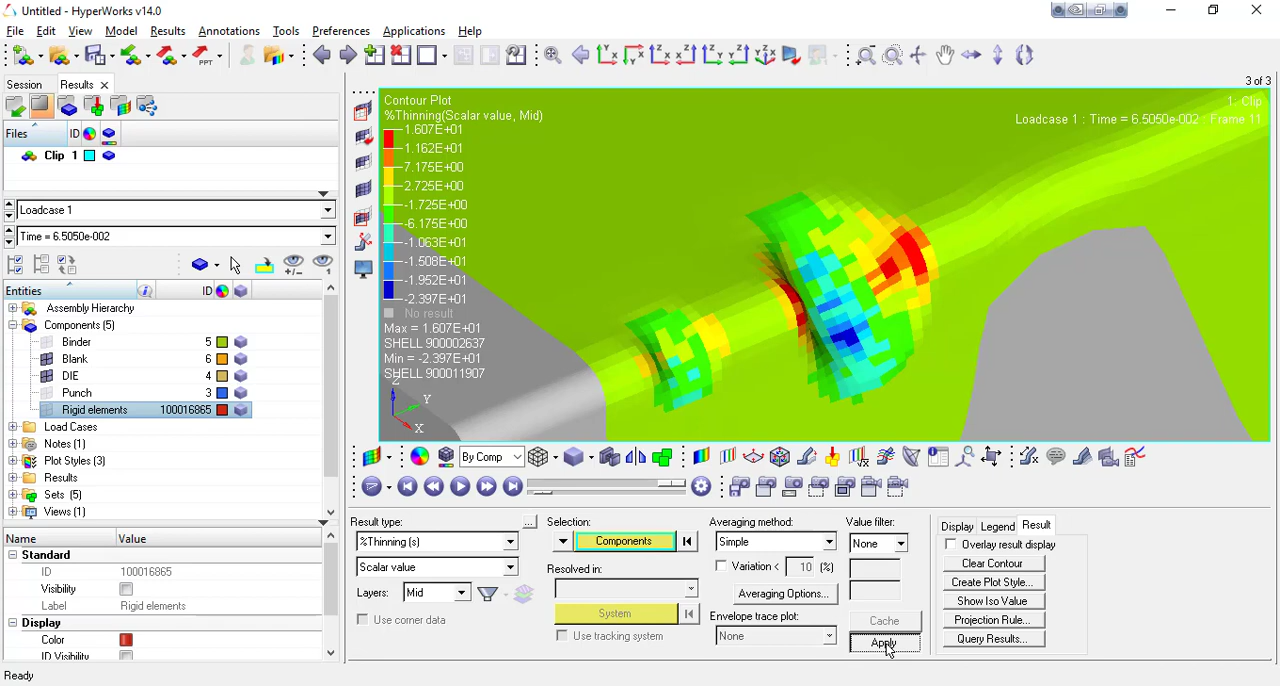 Untitled - HyperWorks v14.0
File Edit View Results Annotations Tools Preferences Applications Help
PPT
Session Results
3 of 3
Files ID
Clip 1
Loadcase 1
Time = 6.5050e-002
Entities ID
Assembly Hierarchy
Components (5)
Binder 5
Blank 6
DIE 4
Punch 3
Rigid elements 100016865
Load Cases
Notes (1)
Plot Styles (3)
Results
Sets (5)
Views (1)
Name Value
Standard
ID 100016865
Visibility
Label Rigid elements
Display
Color
ID Visibility
Contour Plot
%Thinning(Scalar value, Mid)
1.607E+01
1.162E+01
7.175E+00
2.725E+00
-1.725E+00
-6.175E+00
-1.063E+01
-1.508E+01
-1.952E+01
-2.397E+01
No result
Max = 1.607E+01
SHELL 900002637
Min = -2.397E+01
SHELL 900011907
Z
Y
X
1: Clip
Loadcase 1 : Time = 6.5050e-002 : Frame 11
By Comp
Result type:
%Thinning (s)
Scalar value
Layers: Mid
Use corner data
Selection:
Components
Resolved in:
System
Use tracking system
Averaging method:
Simple
Variation < 10 (%)
Averaging Options...
Envelope trace plot:
None
Value filter:
None
Cache
Apply
Display Legend Result
Overlay result display
Clear Contour
Create Plot Style...
Show Iso Value
Projection Rule...
Query Results...
Ready